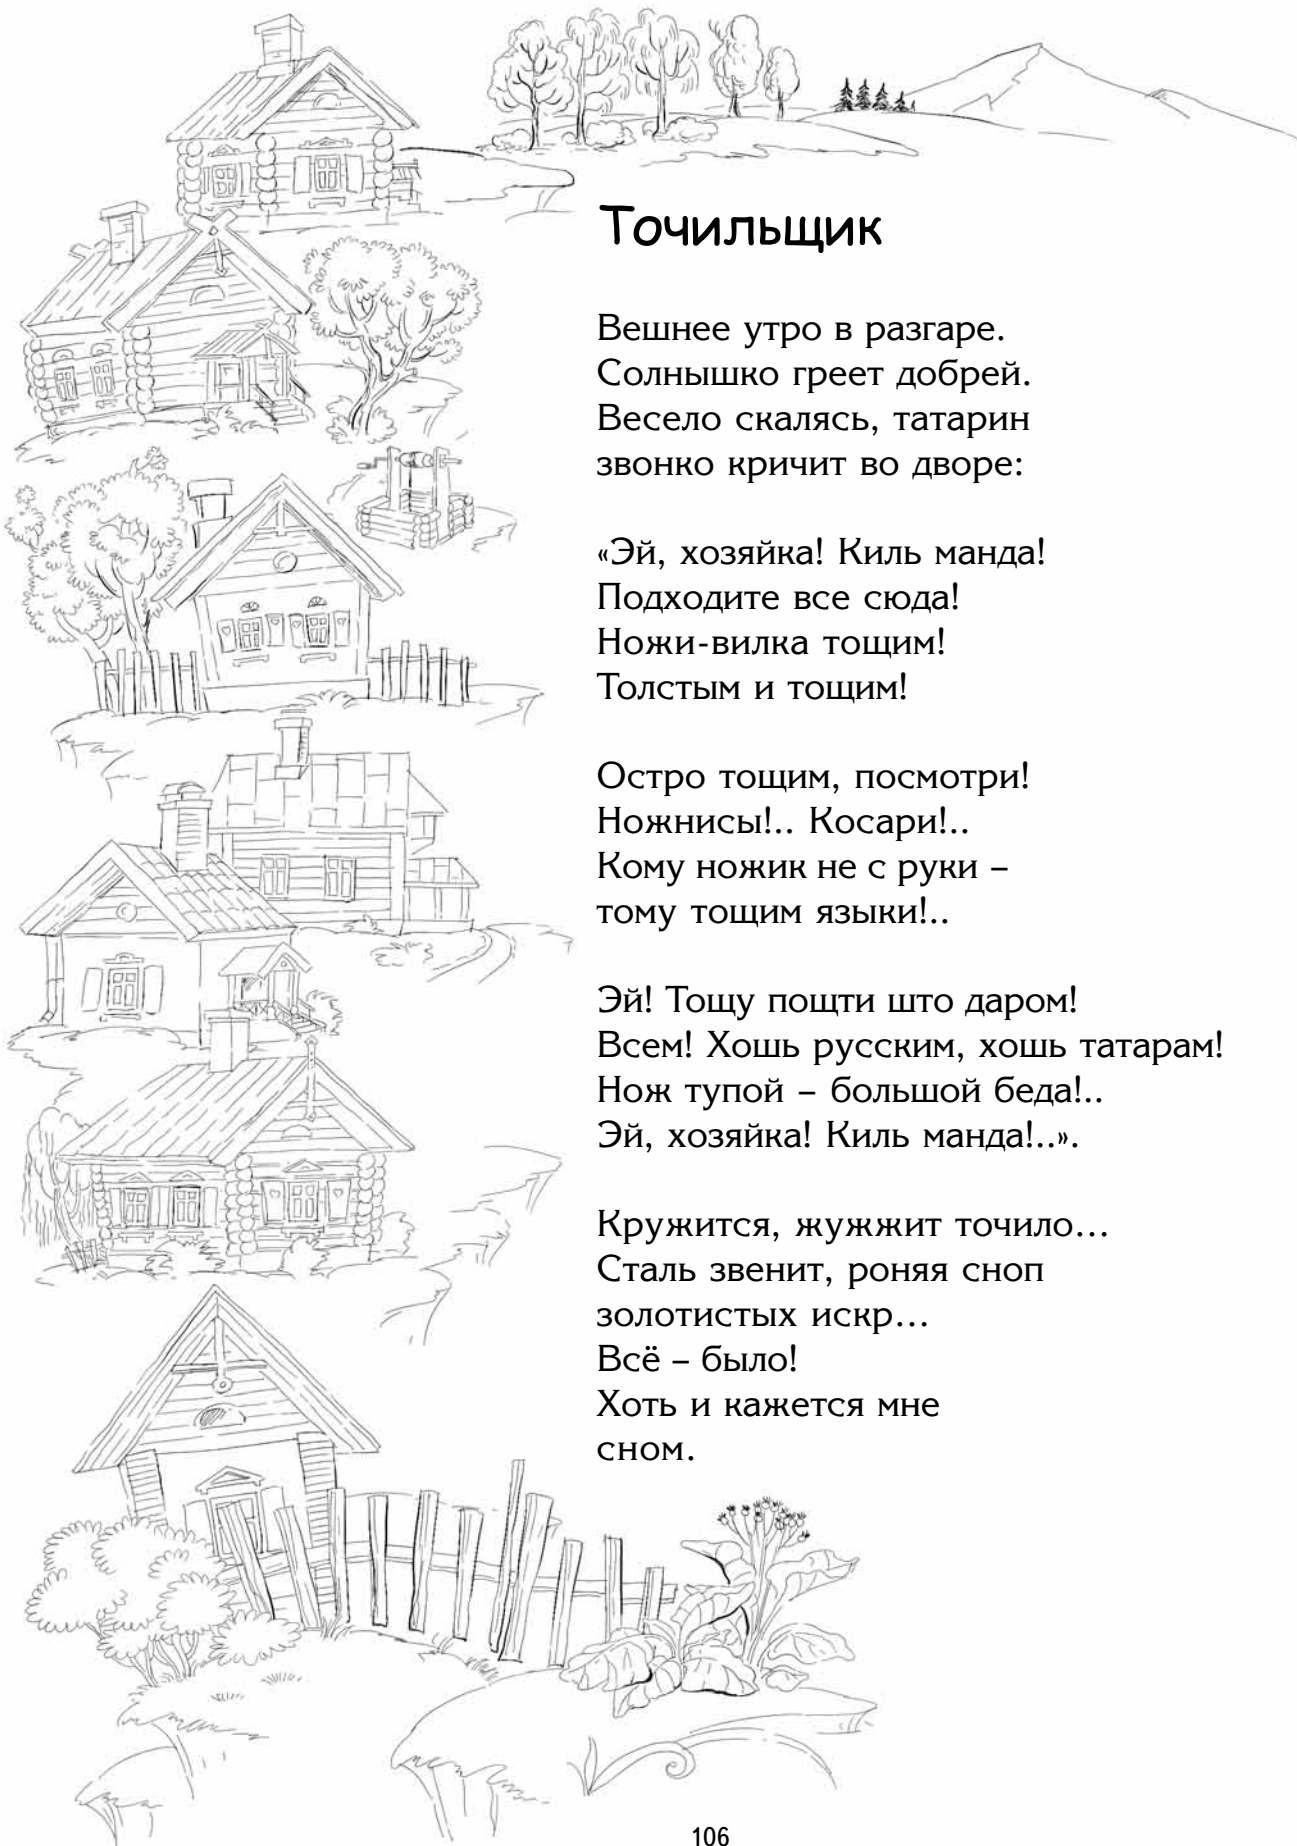 Точильщик
Вешнее утро в разгаре.
Солнышко греет добрей.
Весело скалясь, татарин
звонко кричит во дворе:
«Эй, хозяйка! Киль манда!
Подходите все сюда!
Ножи-вилка тощим!
Толстым и тощим!
Остро тощим, посмотри!
Ножнисы!.. Косари!..
Кому ножик не с руки –
тому тощим языки!..
Эй! Тощу пощти што даром!
Всем! Хошь русским, хошь татарам!
Нож тупой – большой беда!..
Эй, хозяйка! Киль манда!..».
Кружится, жужжит точило…
Сталь звенит, роняя сноп
золотистых искр…
Всё – было!
Хоть и кажется мне
сном.
106